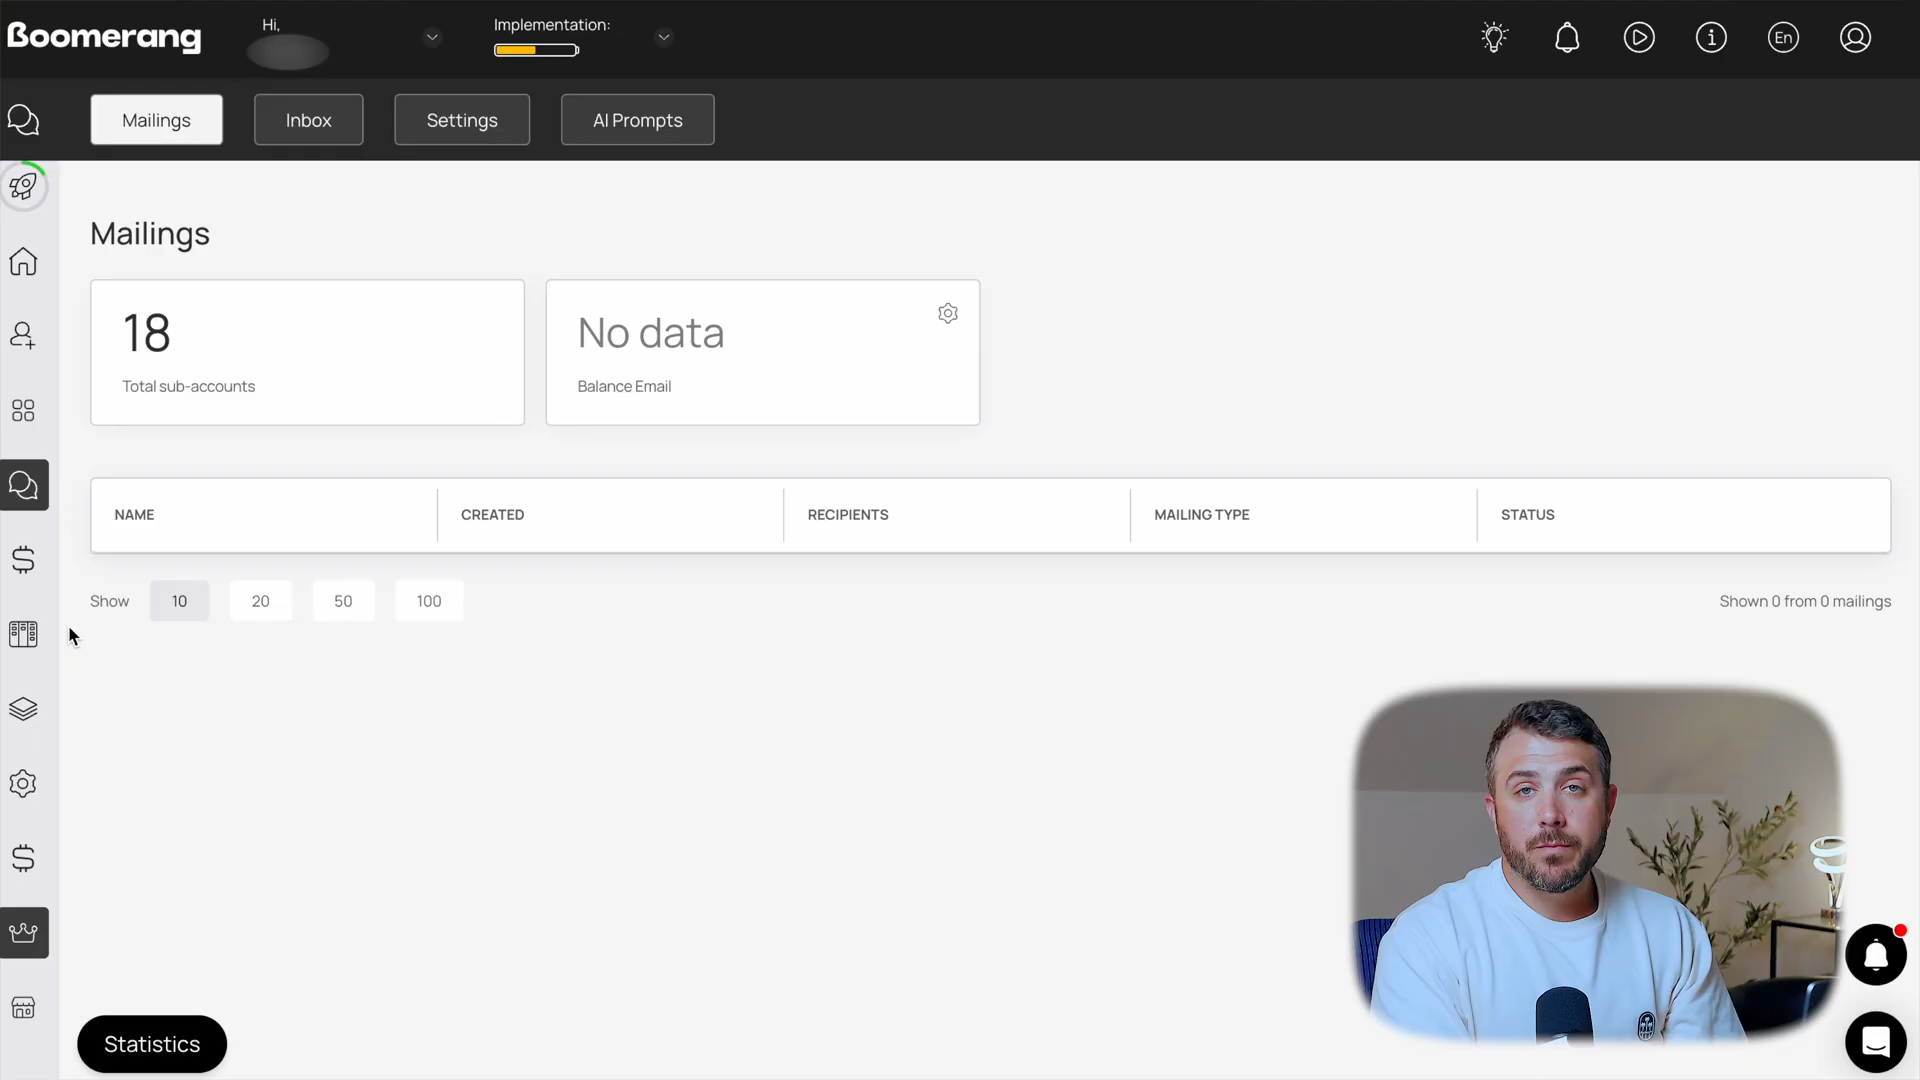 Boomerang
Hi,
Implementation:
En
Mailings
Inbox
Settings
AI Prompts
Mailings
18
Total sub-accounts
No data
Balance Email
NAME
CREATED
RECIPIENTS
MAILING TYPE
STATUS
Show
10
20
50
100
Shown 0 from 0 mailings
Statistics